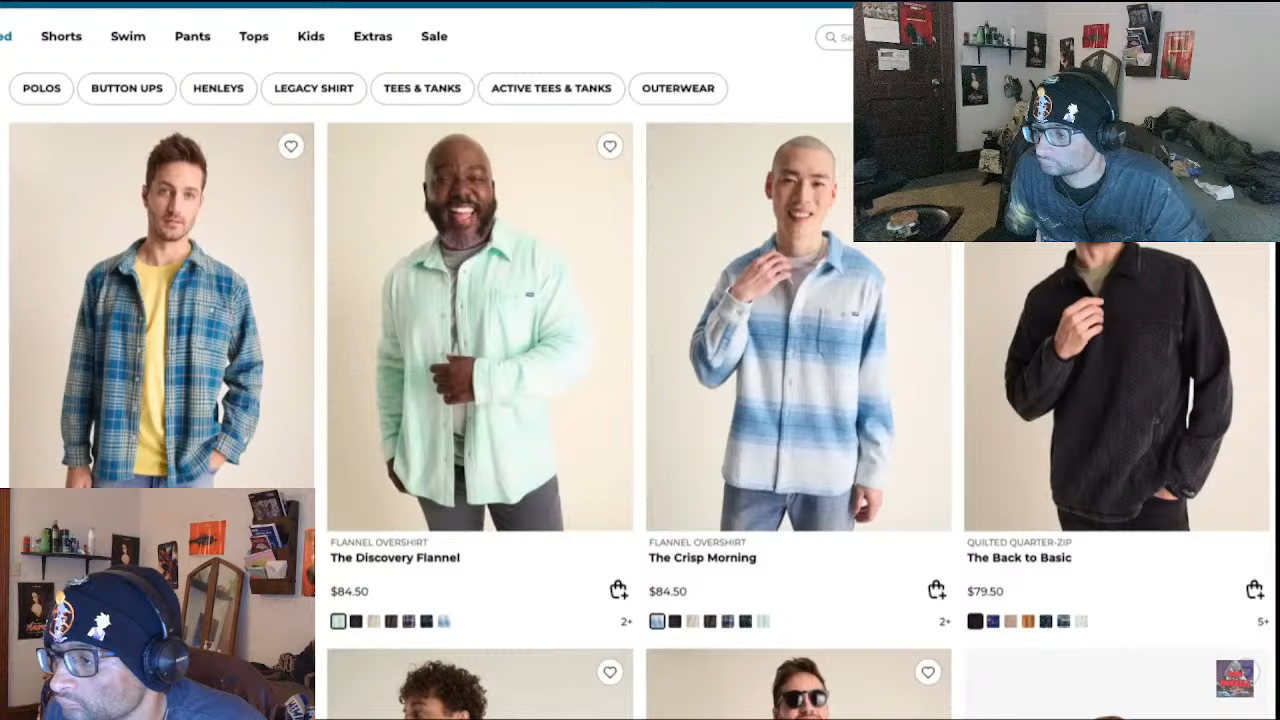 ed Shorts Swim Pants Tops Kids Extras Sale
Se
POLOS BUTTON UPS HENLEYS LEGACY SHIRT TEES & TANKS ACTIVE TEES & TANKS OUTERWEAR
FLANNEL OVERSHIRT
The Discovery Flannel
$84.50
2+
FLANNEL OVERSHIRT
The Crisp Morning
$84.50
2+
QUILTED QUARTER-ZIP
The Back to Basic
$79.50
5+